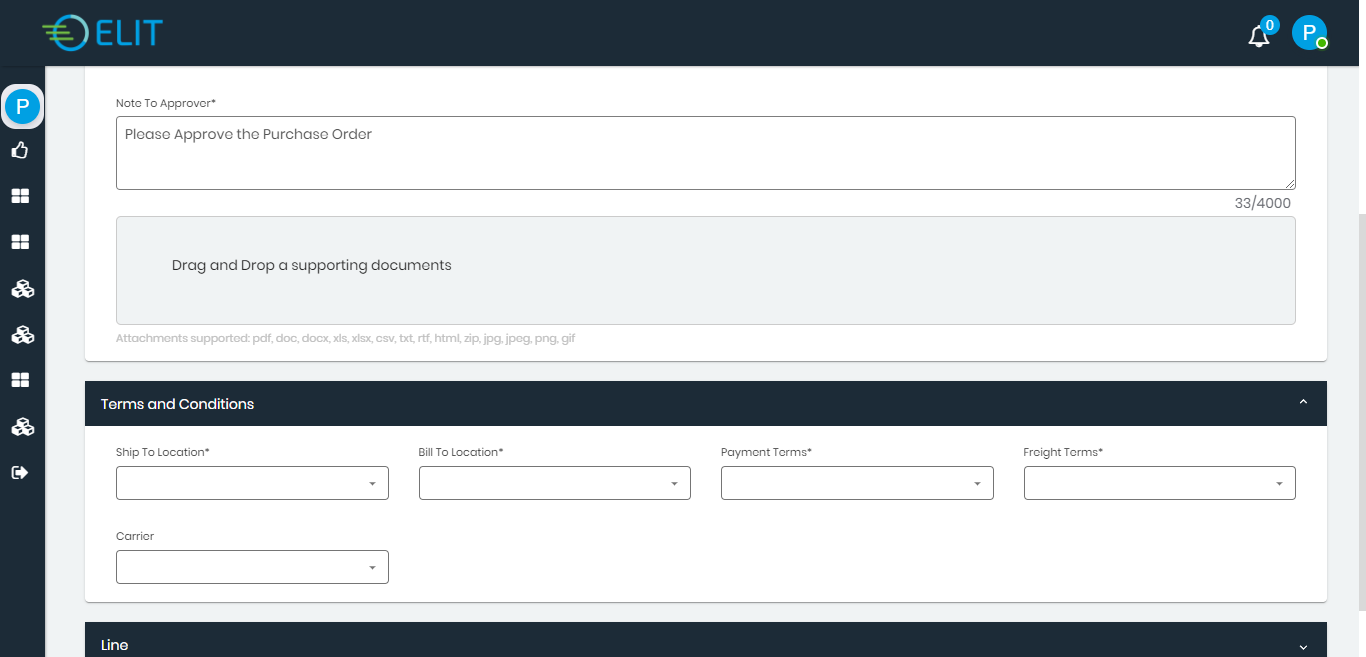 ELIT
0
P
P
Note To Approver*
Please Approve the Purchase Order
33/4000
Drag and Drop a supporting documents
Attachments supported: pdf, doc, docx, xls, xlsx, csv, txt, rtf, html, zip, jpg, jpeg, png, gif
Terms and Conditions
Ship To Location* Bill To Location* Payment Terms* Freight Terms*
Carrier
Line